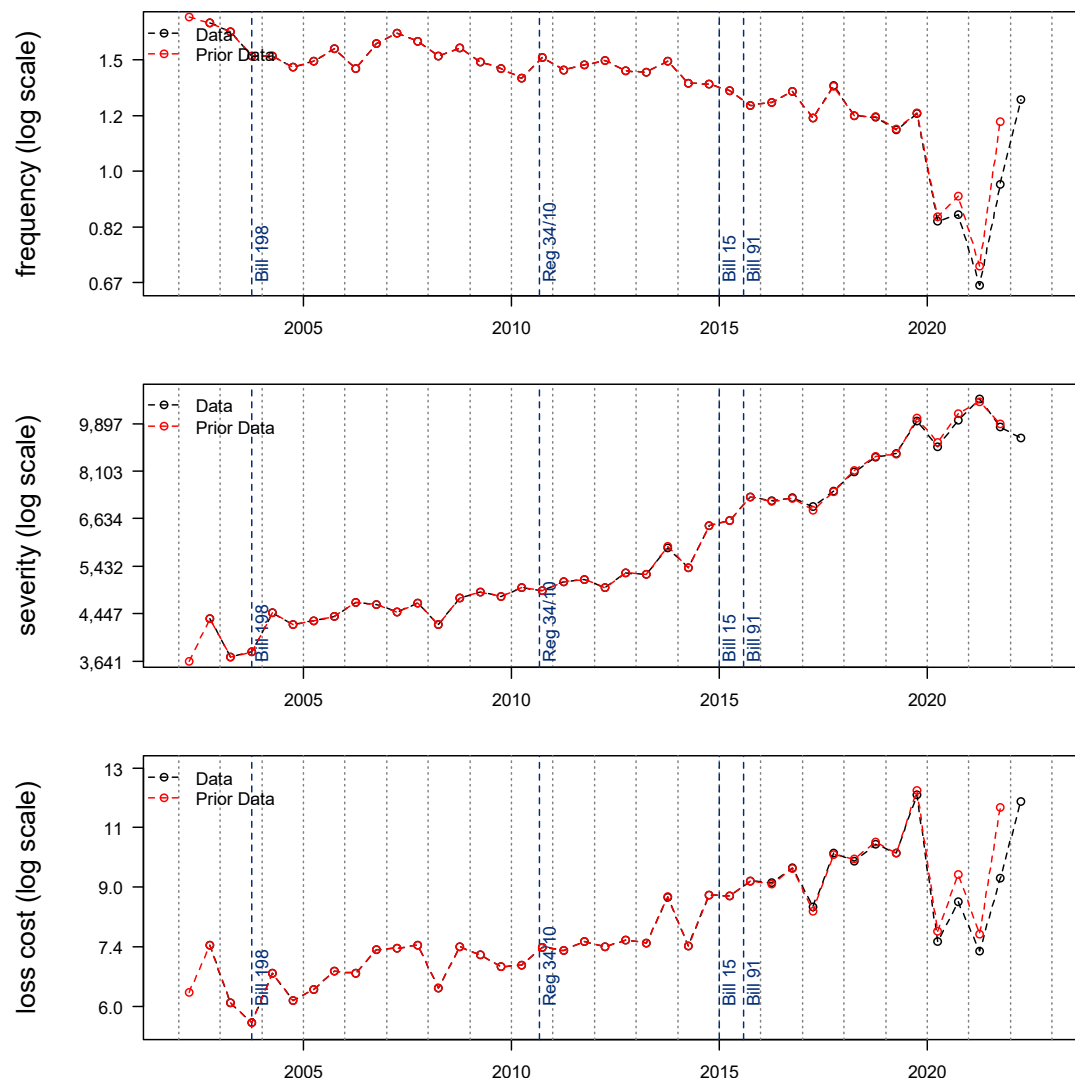 frequency (log scale)
1.5
1.2
1.0
0.82
0.67
Data
Prior Data
Bill 198
Reg 34/10
Bill 15
Bill 91
2005
2010
2015
2020
severity (log scale)
9,897
8,103
6,634
5,432
4,447
3,641
Data
Prior Data
Bill 198
Reg 34/10
Bill 15
Bill 91
2005
2010
2015
2020
loss cost (log scale)
13
11
9.0
7.4
6.0
Data
Prior Data
Bill 198
Reg 34/10
Bill 15
Bill 91
2005
2010
2015
2020